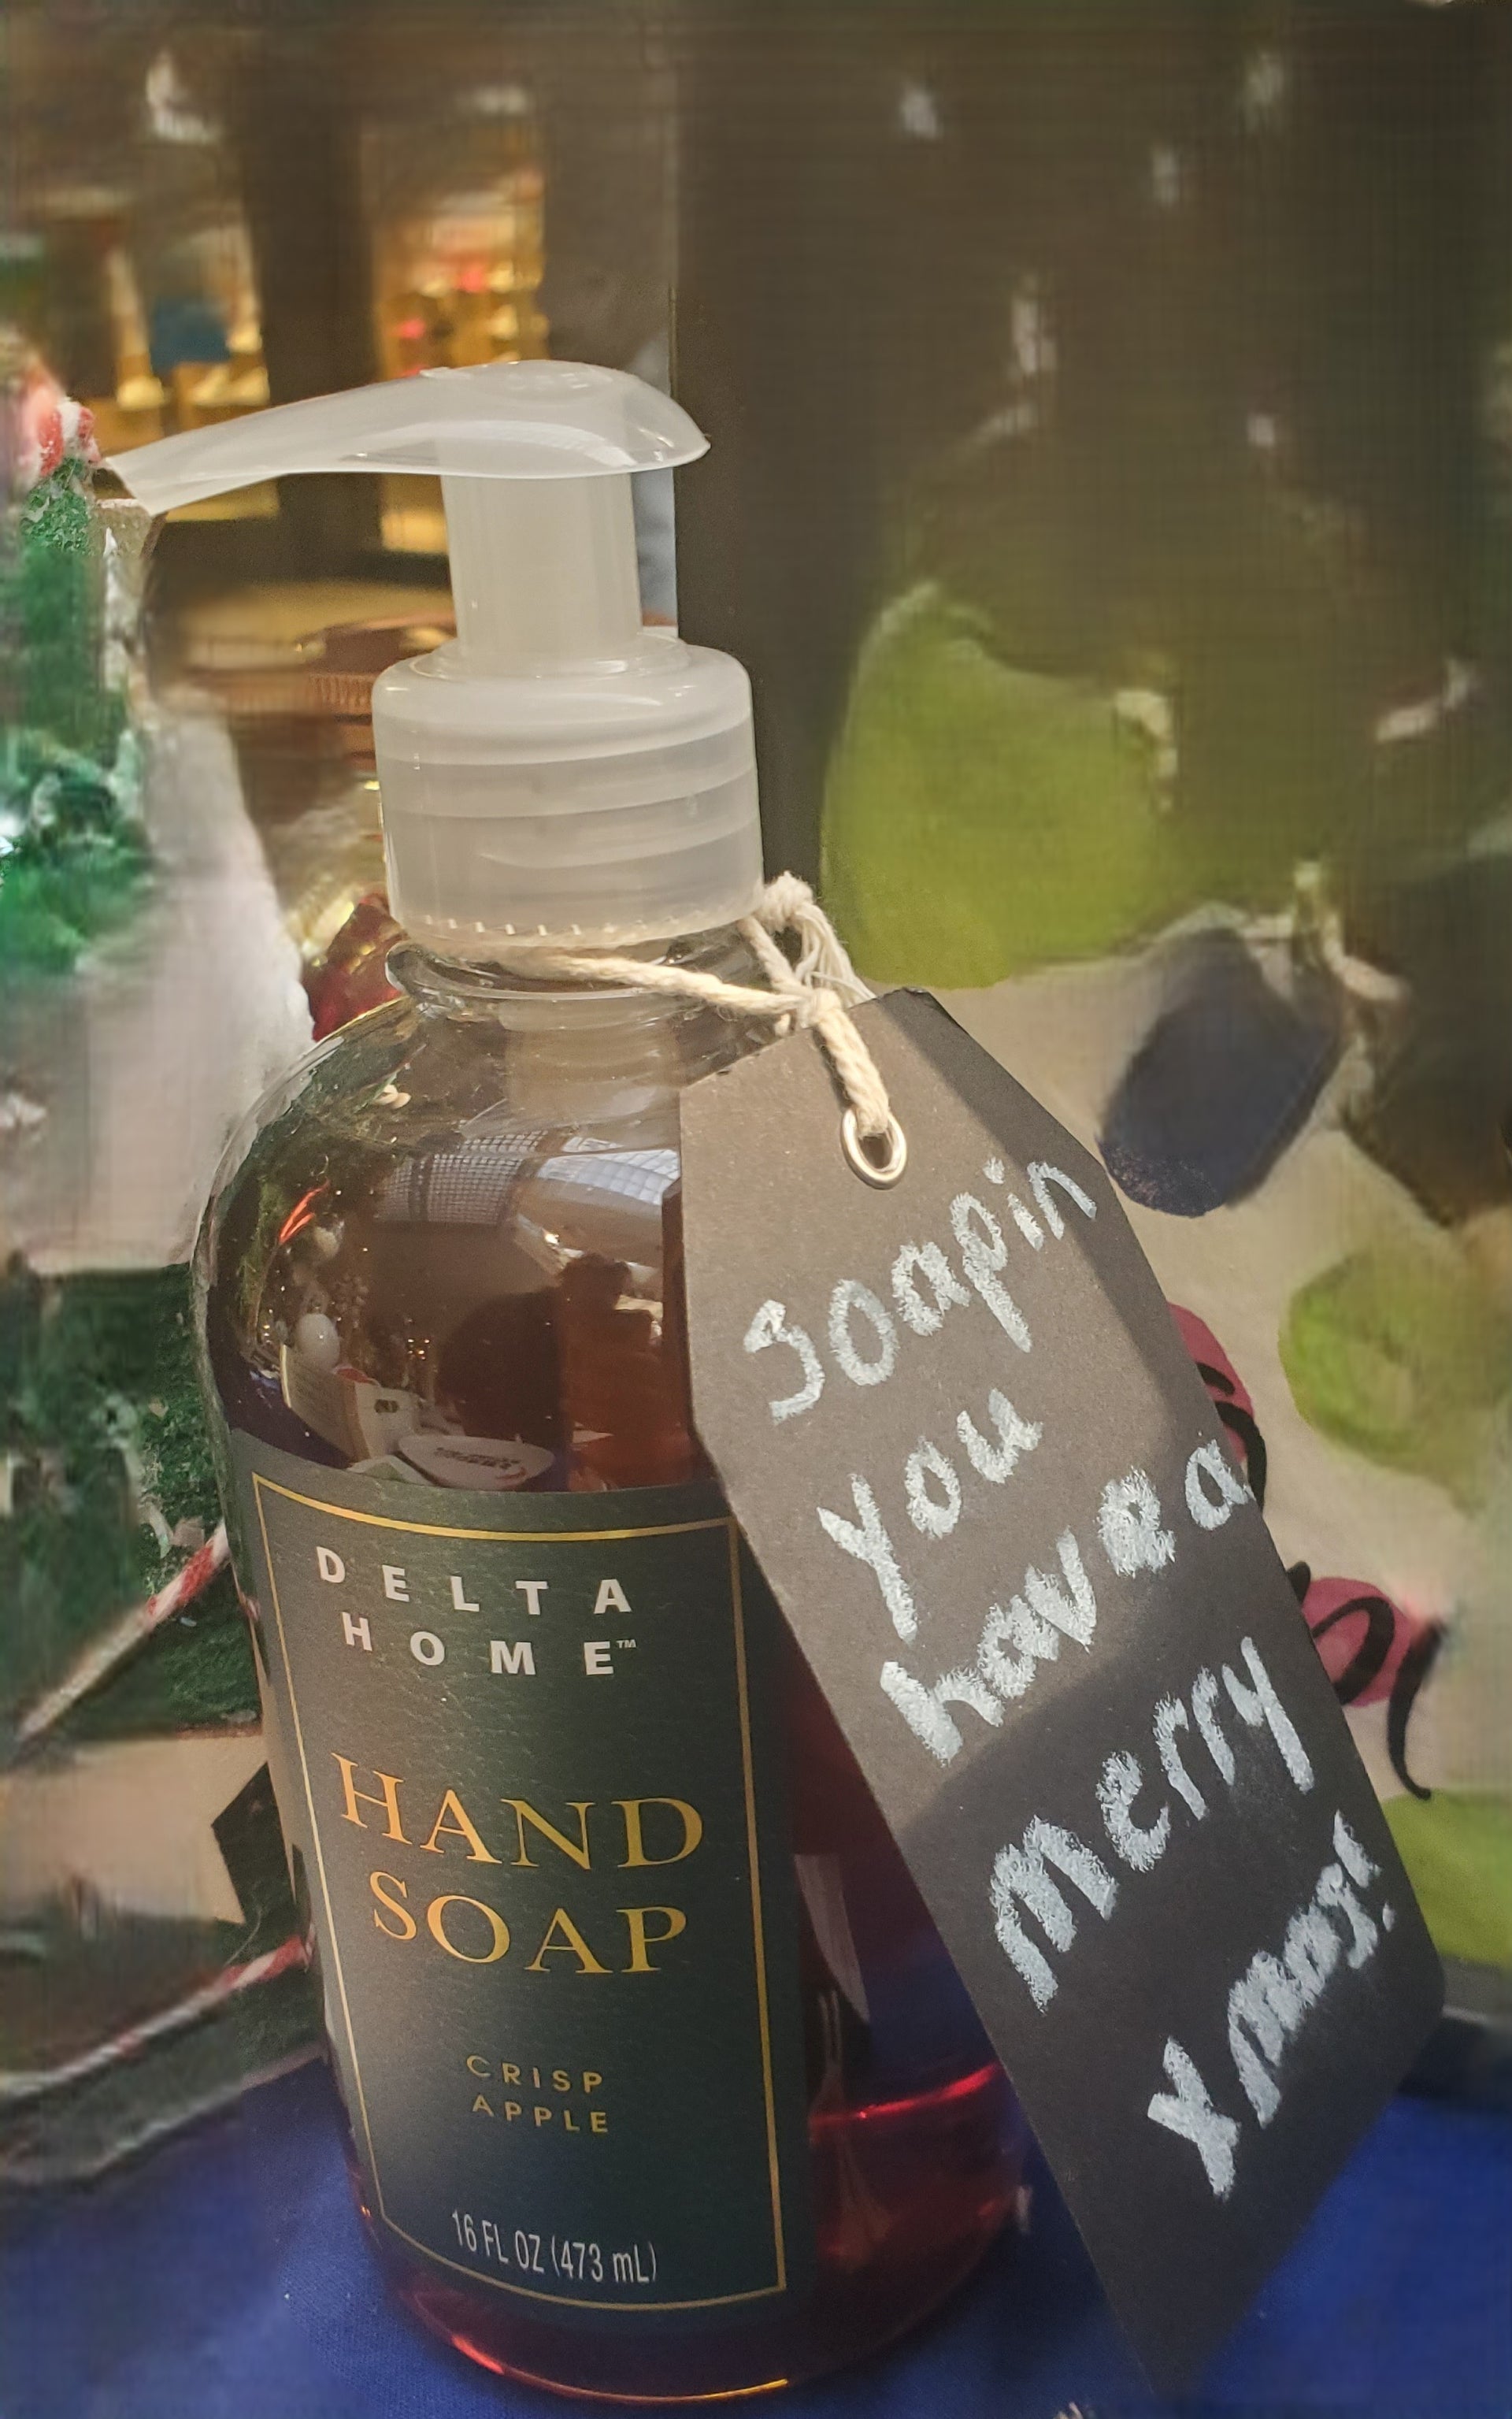 DELTA
HOME™
HAND
SOAP
CRISP
APPLE
16 FL OZ (473 mL)
Soapin
you
have a
merry
xmas!